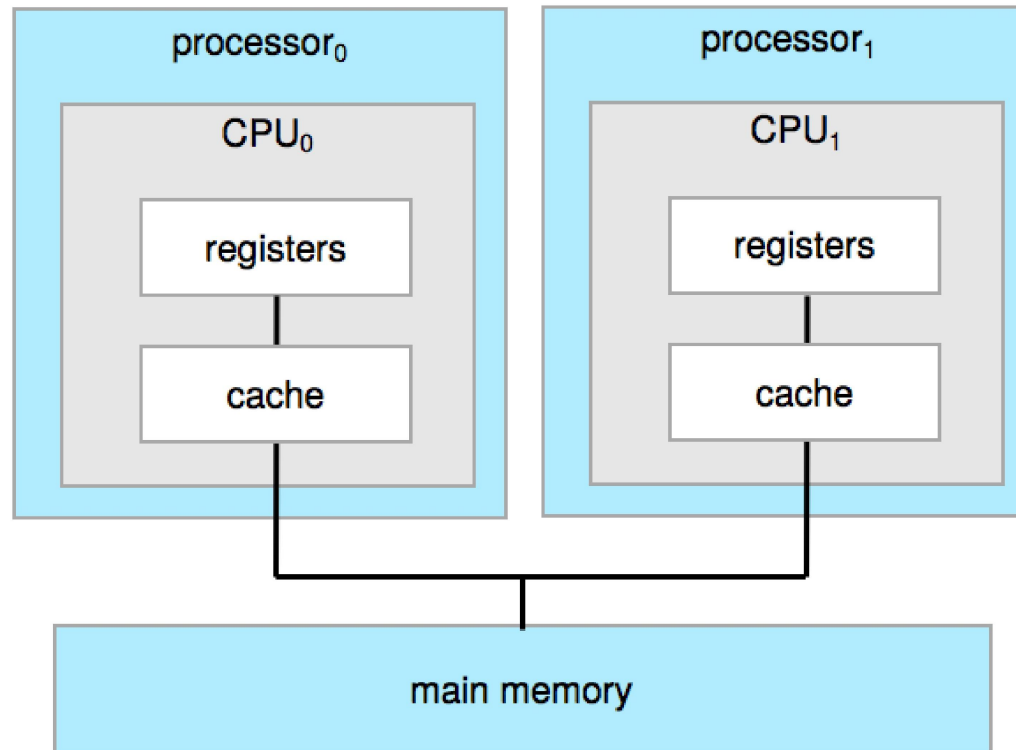 processor₀
CPU₀
registers
cache
processor₁
CPU₁
registers
cache
main memory